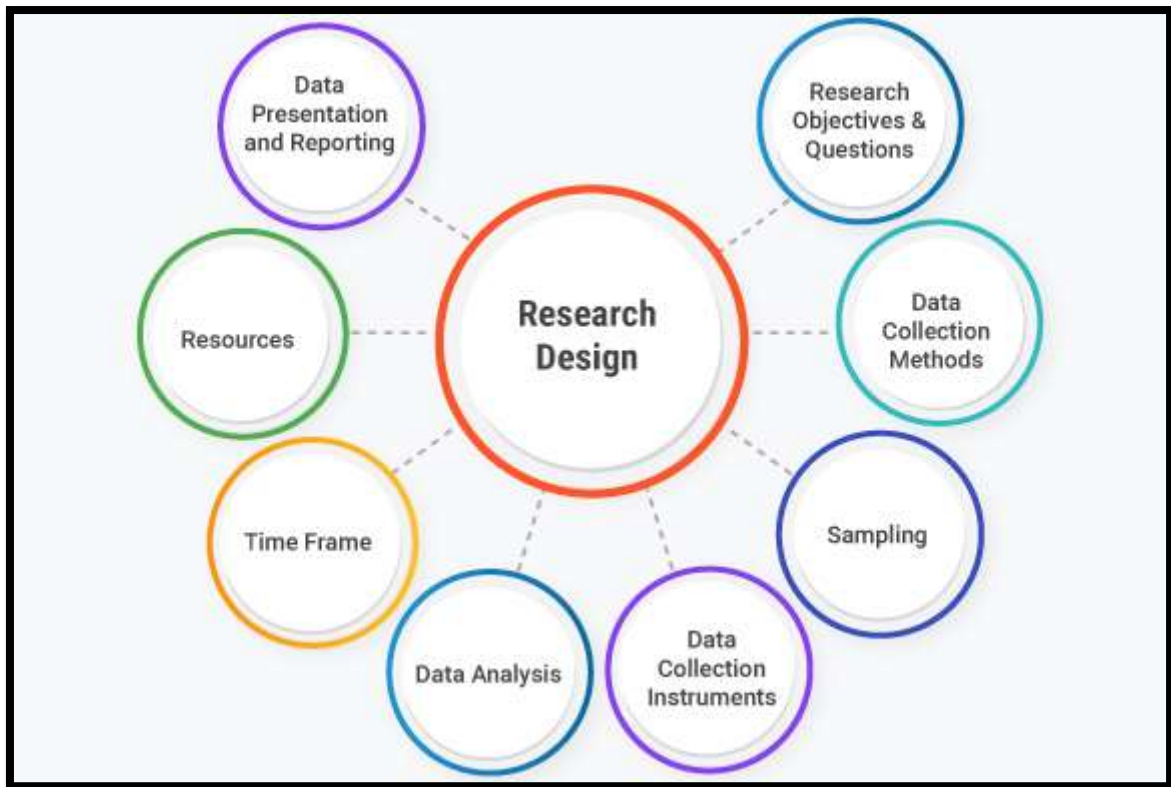 Research
Design
Research
Objectives &
Questions
Data
Collection
Methods
Sampling
Data
Collection
Instruments
Data Analysis
Time Frame
Resources
Data
Presentation
and Reporting